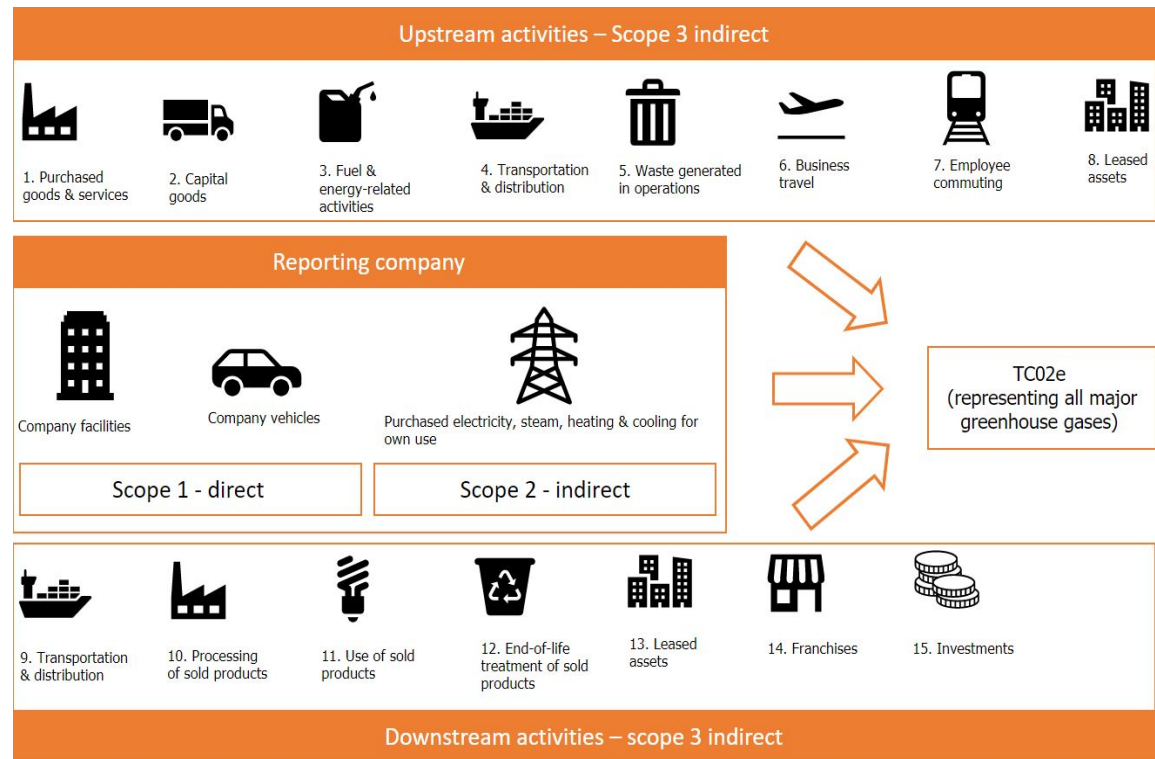 Upstream activities – Scope 3 indirect
1. Purchased
goods & services
2. Capital
goods
3. Fuel &
energy-related
activities
4. Transportation
& distribution
5. Waste generated
in operations
6. Business
travel
7. Employee
commuting
8. Leased
assets
Reporting company
Company facilities
Company vehicles
Purchased electricity, steam, heating & cooling for
own use
Scope 1 - direct
Scope 2 - indirect
TC02e
(representing all major
greenhouse gases)
9. Transportation
& distribution
10. Processing
of sold products
11. Use of sold
products
12. End-of-life
treatment of sold
products
13. Leased
assets
14. Franchises
15. Investments
Downstream activities – scope 3 indirect